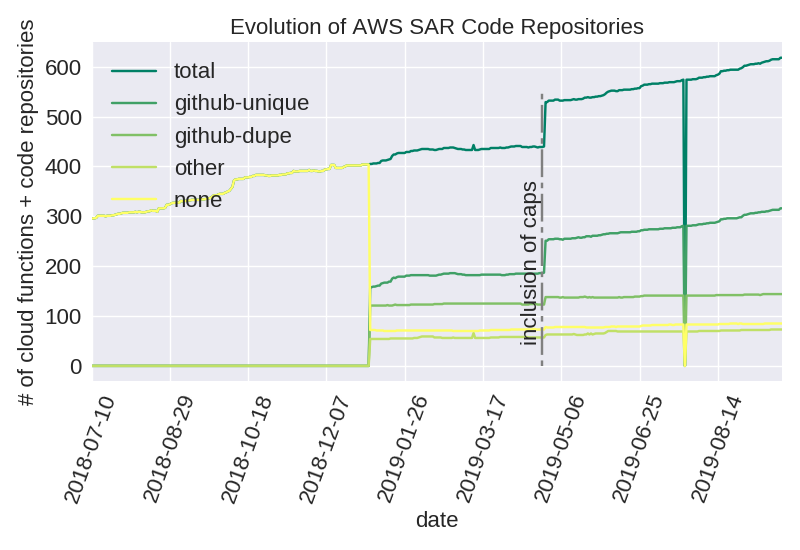 Evolution of AWS SAR Code Repositories
# of cloud functions + code repositories
600
500
400
300
200
100
0
total
github-unique
github-dupe
other
none
inclusion of caps
2018-07-10
2018-08-29
2018-10-18
2018-12-07
2019-01-26
2019-03-17
2019-05-06
2019-06-25
2019-08-14
date